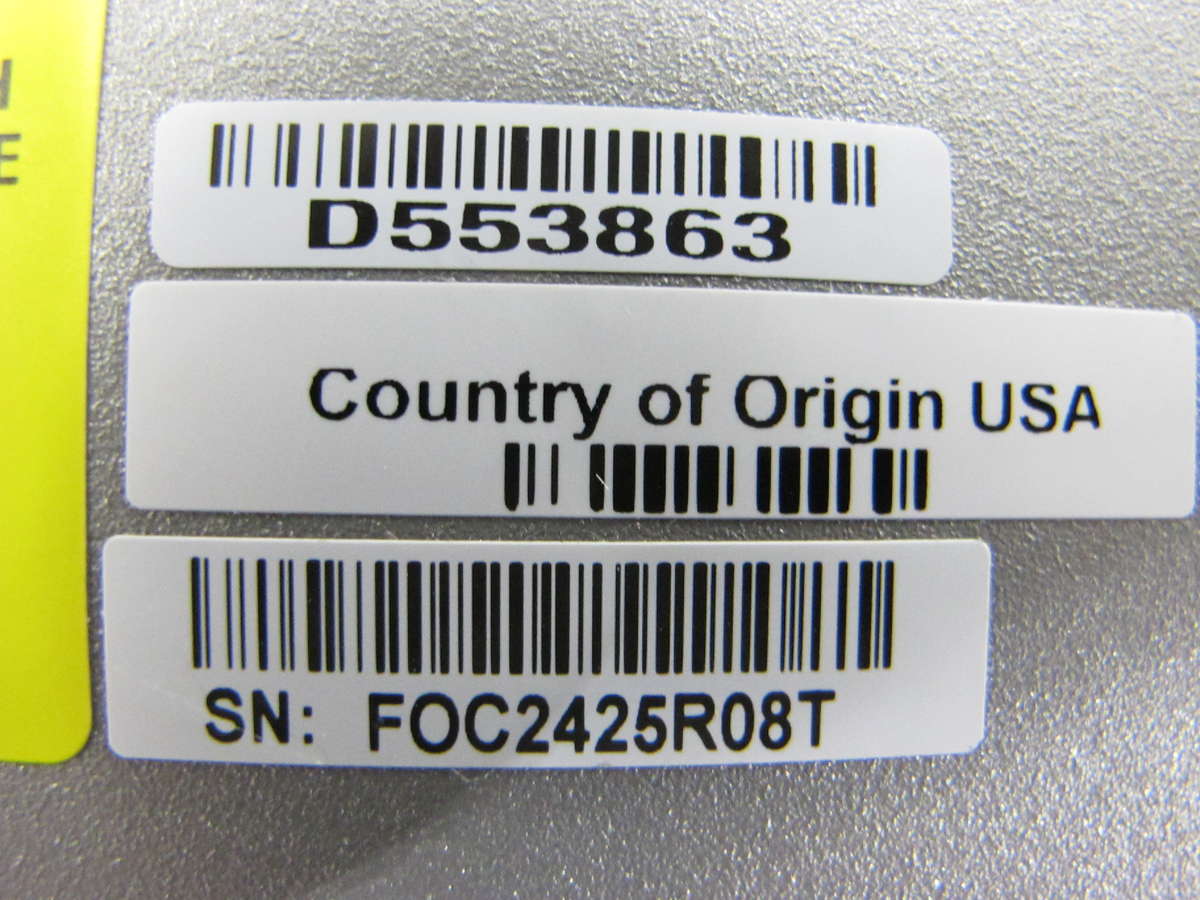 N
E
D553863
Country of Origin USA
SN: FOC2425R08T